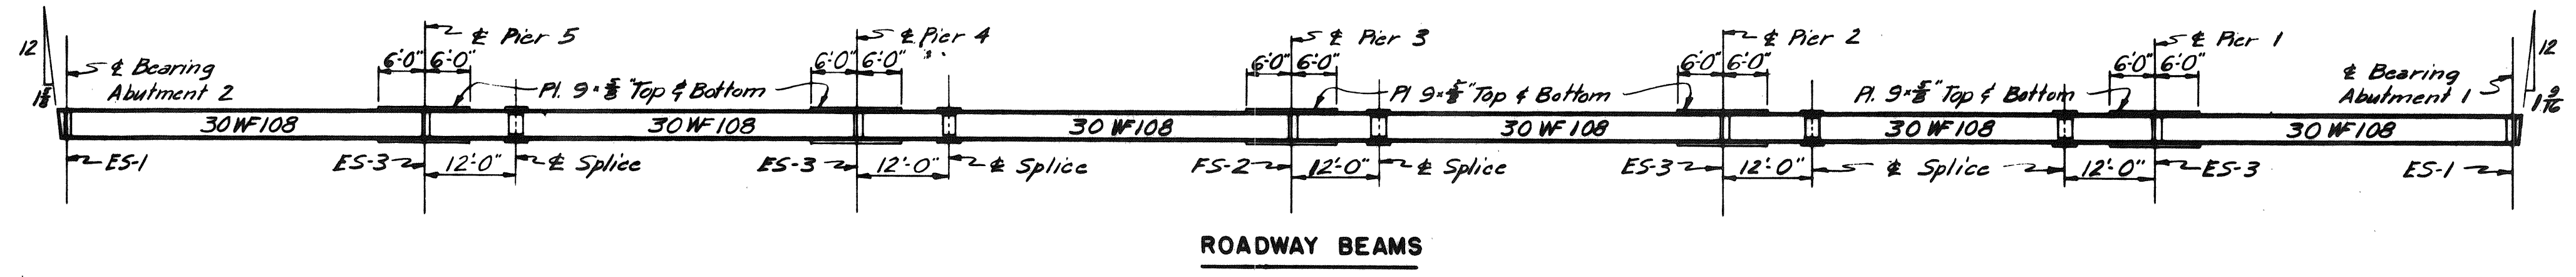 12
1⅝
℄ Bearing
Abutment 2
℄ Pier 5
6'-0" 6'-0"
Pl. 9 x ⅝" Top & Bottom
℄ Pier 4
6'-0" 6'-0"
℄ Pier 3
6'-0" 6'-0"
Pl 9 x ⅝" Top & Bottom
℄ Pier 2
6'-0" 6'-0"
Pl. 9 x ⅝" Top & Bottom
℄ Pier 1
6'-0" 6'-0"
℄ Bearing
Abutment 1
12
1 9/16
30 WF 108
30 WF 108
30 WF 108
30 WF 108
30 WF 108
30 WF 108
ES-1
ES-3
12'-0"
℄ Splice
ES-3
12'-0"
℄ Splice
FS-2
12'-0"
℄ Splice
ES-3
12'-0"
℄ Splice
12'-0"
ES-3
ES-1
ROADWAY BEAMS